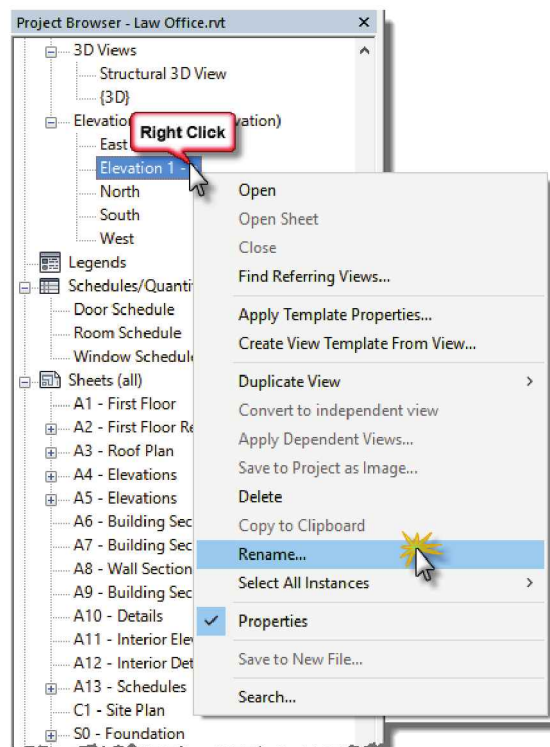 Project Browser - Law Office.rvt
3D Views
Structural 3D View
{3D}
Elevatio vation)
Right Click
East
Elevation 1 -
North
South
West
Legends
Schedules/Quanti
Door Schedule
Room Schedule
Window Schedul
Sheets (all)
A1 - First Floor
A2 - First Floor Re
A3 - Roof Plan
A4 - Elevations
A5 - Elevations
A6 - Building Sec
A7 - Building Sec
A8 - Wall Section
A9 - Building Sec
A10 - Details
A11 - Interior Ele
A12 - Interior Det
A13 - Schedules
C1 - Site Plan
S0 - Foundation
Open
Open Sheet
Close
Find Referring Views...
Apply Template Properties...
Create View Template From View...
Duplicate View
Convert to independent view
Apply Dependent Views...
Save to Project as Image...
Delete
Copy to Clipboard
Rename...
Select All Instances
Properties
Save to New File...
Search...